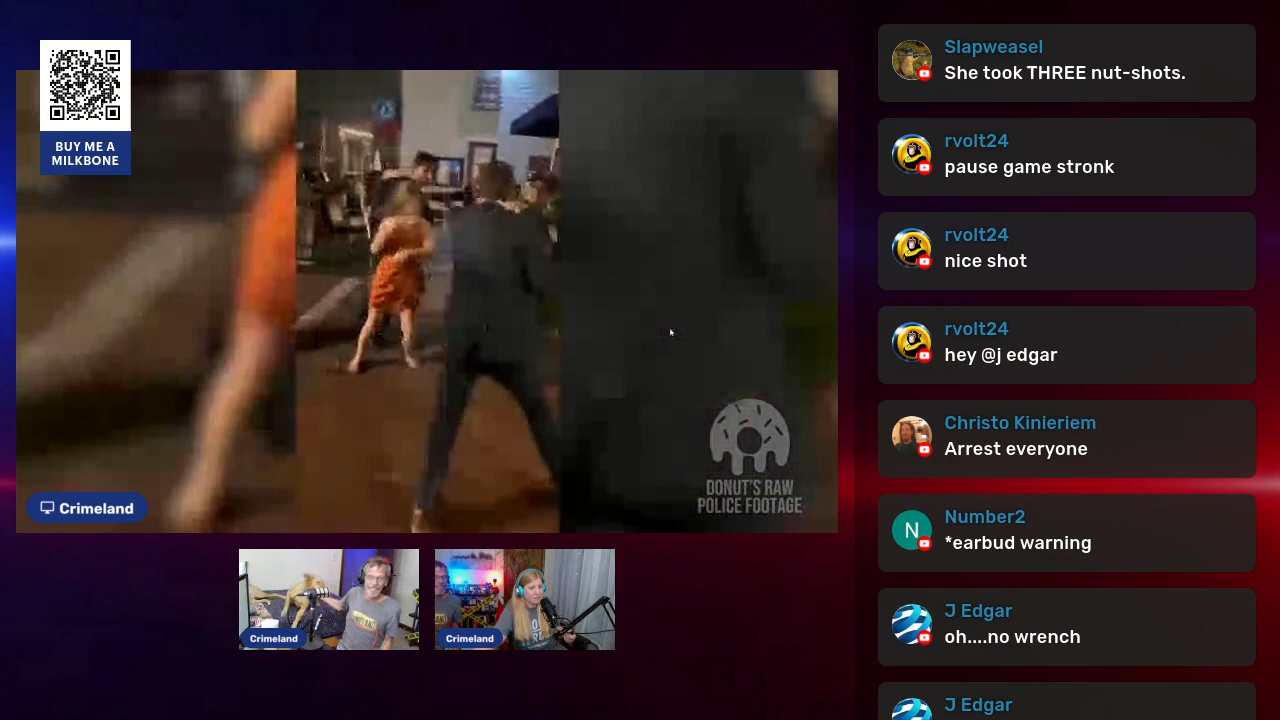 BUY ME A
MILKBONE
DONUT'S RAW
POLICE FOOTAGE
Crimeland
Crimeland
Crimeland
Slapweasel
She took THREE nut-shots.
rvolt24
pause game stronk
rvolt24
nice shot
rvolt24
hey @j edgar
Christo Kinieriem
Arrest everyone
N
Number2
*earbud warning
J Edgar
oh....no wrench
J Edgar